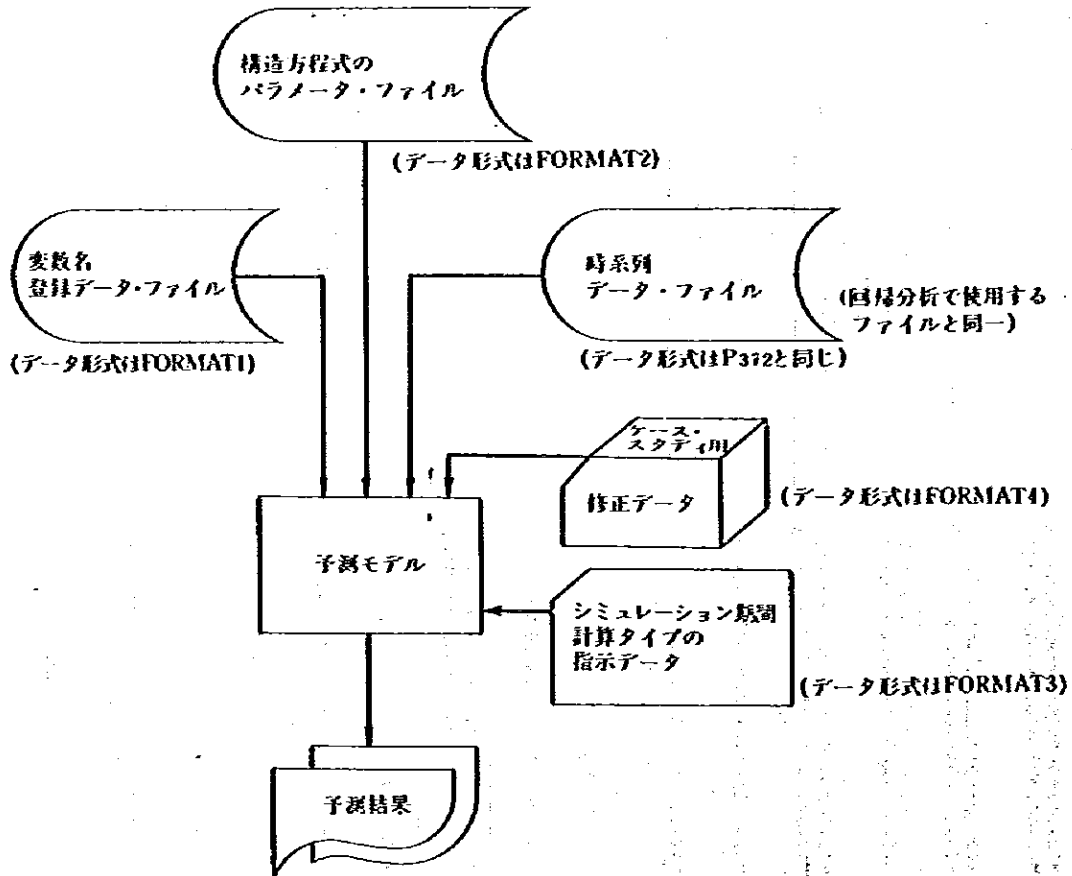 構造方程式の
パラメータ・ファイル
(データ形式はFORMAT2)
変数名
登録データ・ファイル
(データ形式はFORMAT1)
時系列
データ・ファイル
(回帰分析で使用する
ファイルと同一)
(データ形式はP372と同じ)
ケース・
スタディ用
修正データ
(データ形式はFORMAT4)
予測モデル
シミュレーション期間
計算タイプの
指示データ
(データ形式はFORMAT3)
予測結果